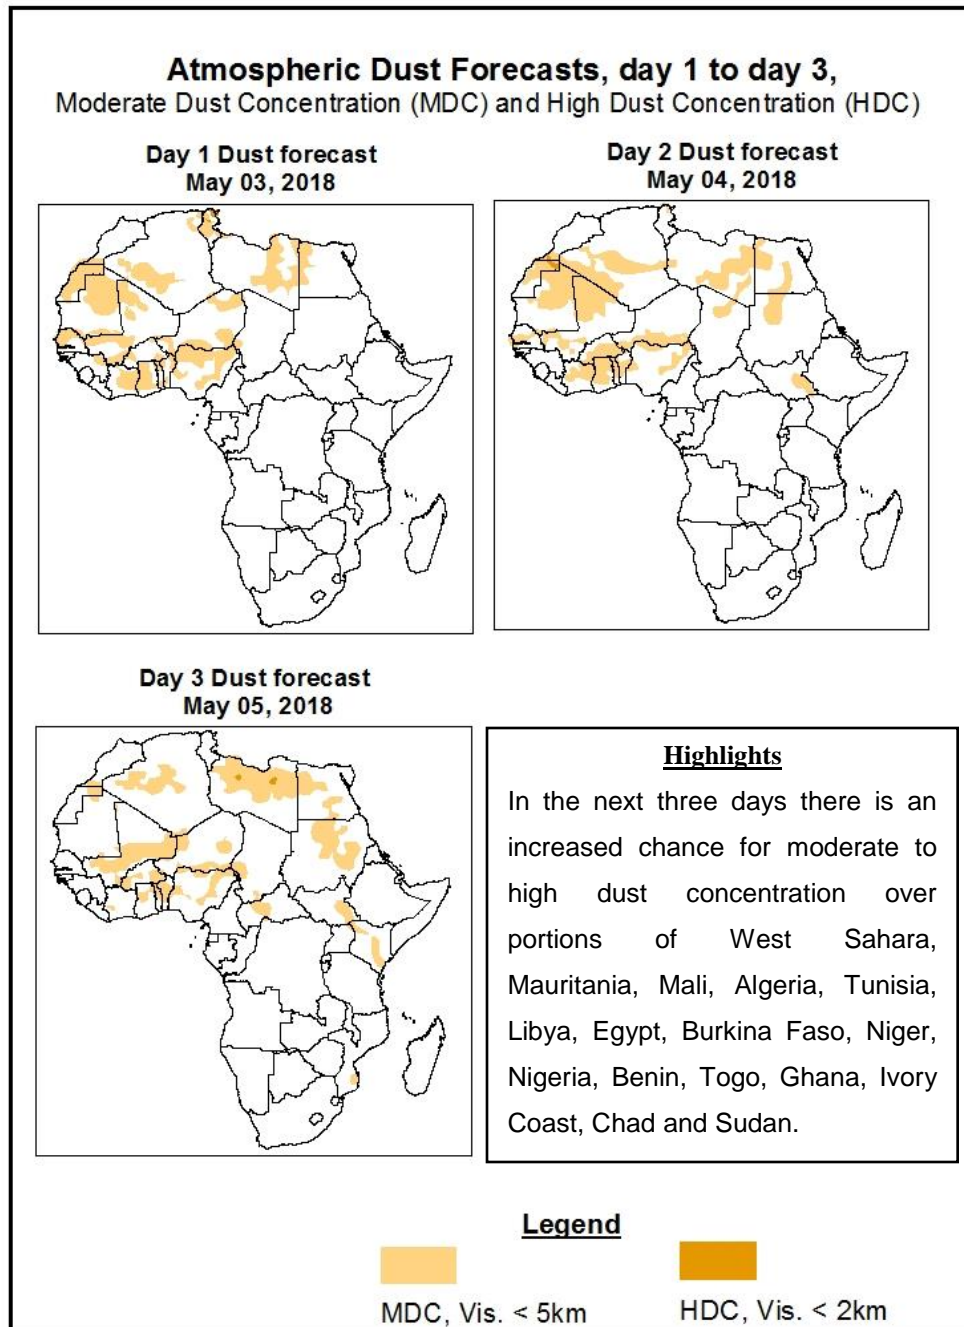 Atmospheric Dust Forecasts, day 1 to day 3,
Moderate Dust Concentration (MDC) and High Dust Concentration (HDC)
Day 1 Dust forecast
May 03, 2018
Day 2 Dust forecast
May 04, 2018
Day 3 Dust forecast
May 05, 2018
Highlights
In the next three days there is an
increased chance for moderate to
high dust concentration over
portions of West Sahara,
Mauritania, Mali, Algeria, Tunisia,
Libya, Egypt, Burkina Faso, Niger,
Nigeria, Benin, Togo, Ghana, Ivory
Coast, Chad and Sudan.
Legend
MDC, Vis. < 5km
HDC, Vis. < 2km